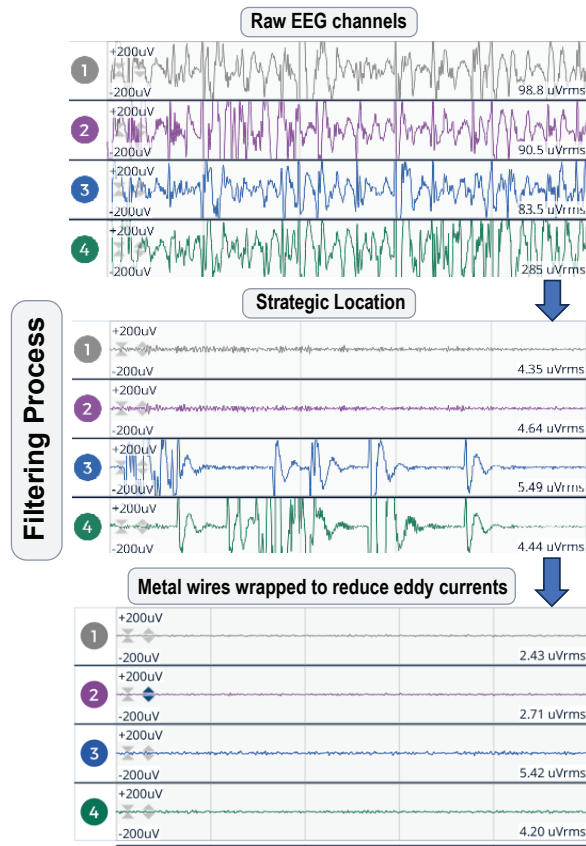 Raw EEG channels
+200uV
1
-200uV
98.8 uVrms
+200uV
2
-200uV
90.5 uVrms
+200uV
3
-200uV
83.5 uVrms
+200uV
4
-200uV
285 uVrms
Filtering Process
Strategic Location
+200uV
1
-200uV
4.35 uVrms
+200uV
2
-200uV
4.64 uVrms
+200uV
3
-200uV
5.49 uVrms
+200uV
4
-200uV
4.44 uVrms
Metal wires wrapped to reduce eddy currents
+200uV
1
-200uV
2.43 uVrms
+200uV
2
-200uV
2.71 uVrms
+200uV
3
-200uV
5.42 uVrms
+200uV
4
-200uV
4.20 uVrms